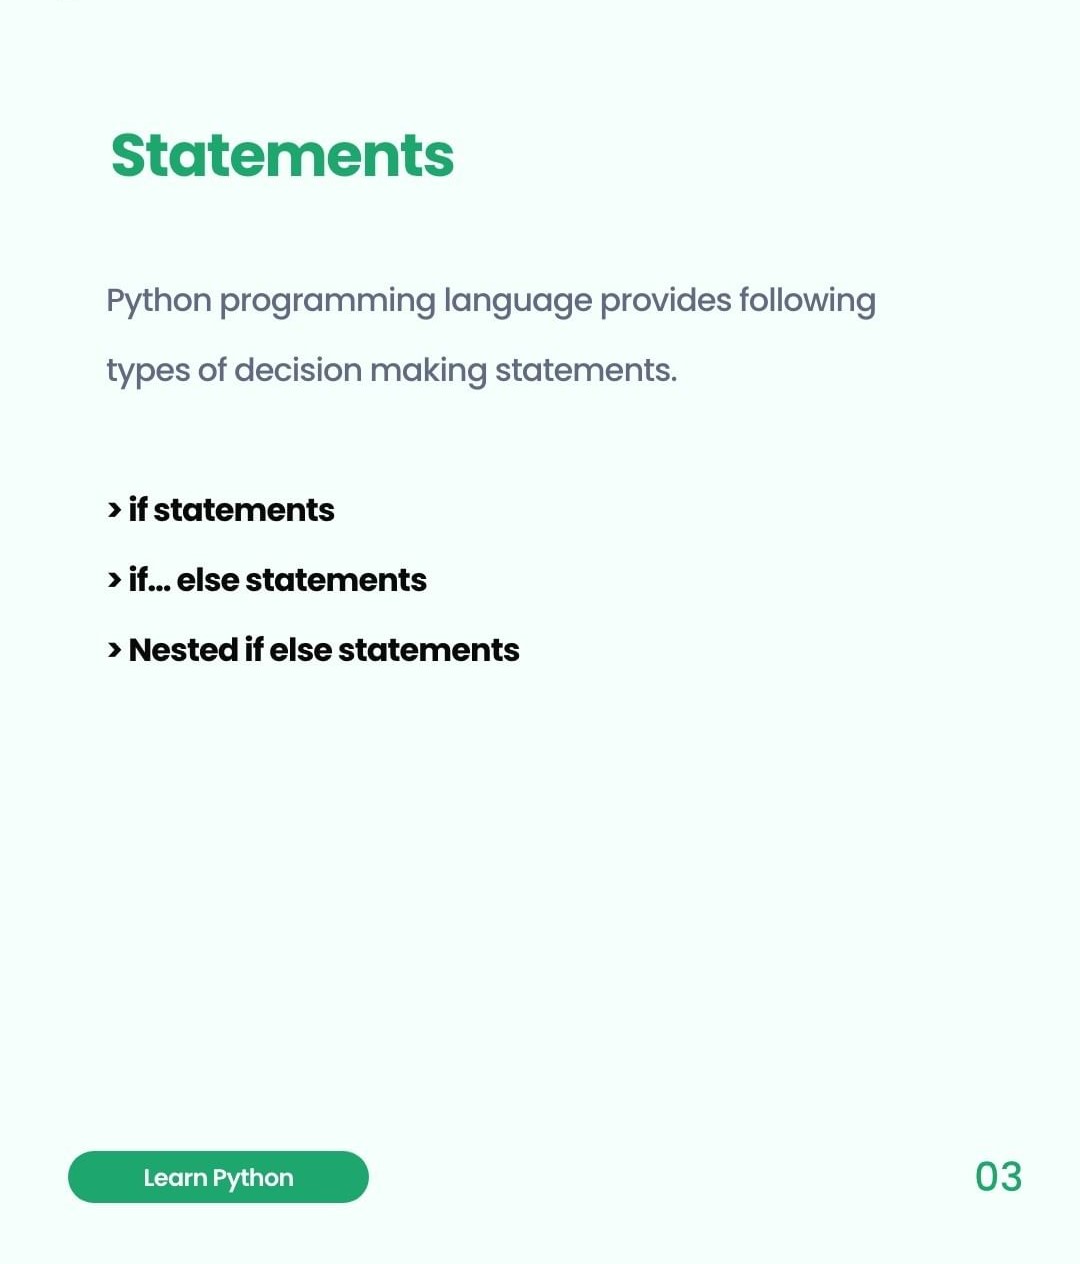 Statements
Python programming language provides following
types of decision making statements.
> if statements
> if... else statements
> Nested if else statements
Learn Python
03